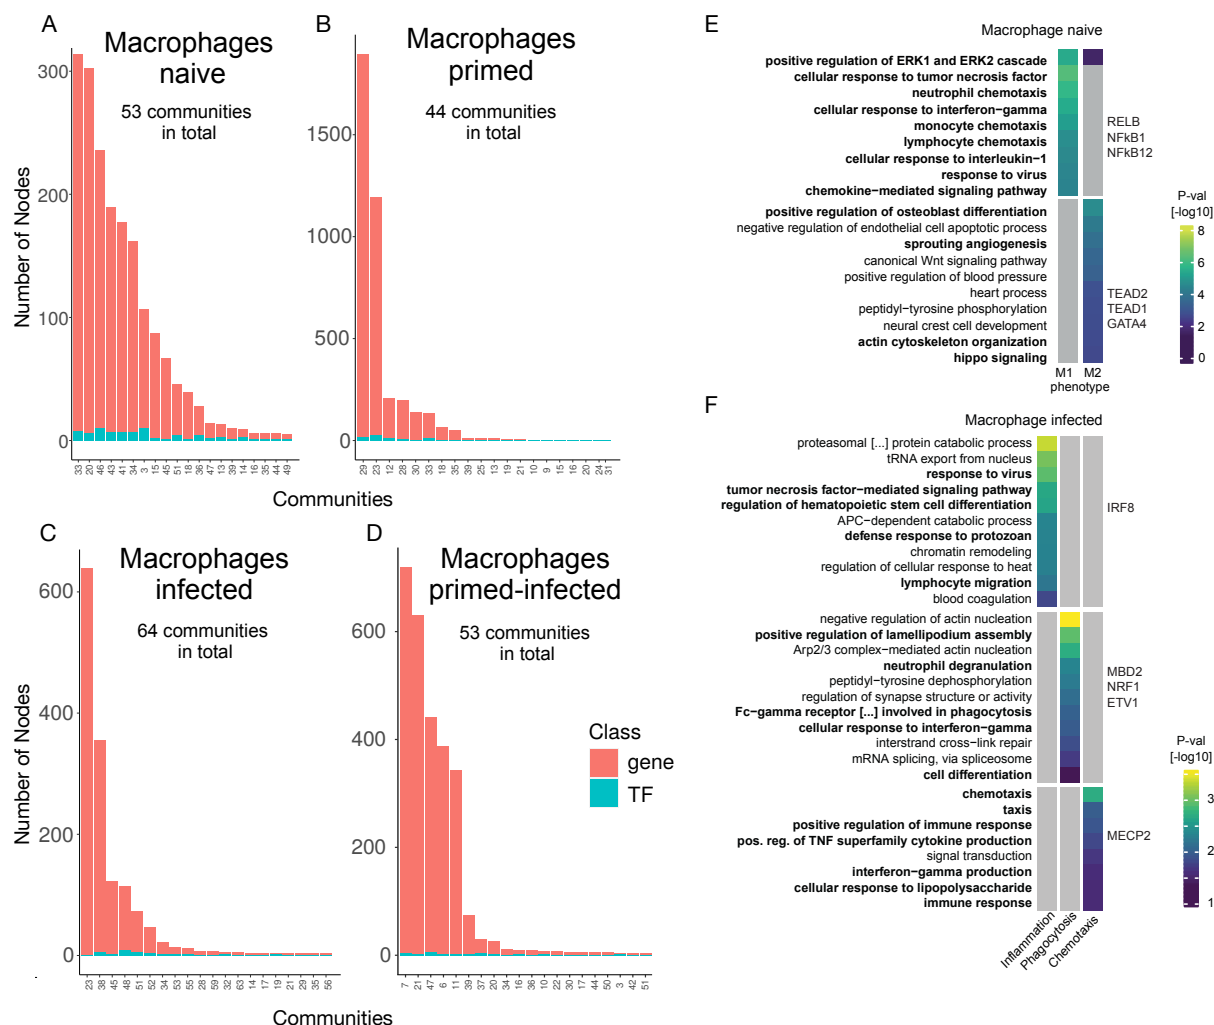 A
Macrophages
naive
53 communities
in total
Number of Nodes
300
200
100
0
33 20 46 43 41 34 3 15 45 51 18 36 47 13 39 14 16 35 44 49
Communities
B
Macrophages
primed
44 communities
in total
1500
1000
500
0
29 23 12 28 30 33 18 35 39 25 13 19 21 10 9 15 16 20 24 31
C
Macrophages
infected
64 communities
in total
Number of Nodes
600
400
200
0
23 38 45 48 51 52 34 53 55 28 59 32 63 14 17 19 21 29 35 56
Communities
D
Macrophages
primed-infected
53 communities
in total
600
400
200
0
7 21 47 6 11 39 37 20 34 16 36 10 22 30 17 44 50 3 42 51
Class
gene
TF
E
Macrophage naive
positive regulation of ERK1 and ERK2 cascade
cellular response to tumor necrosis factor
neutrophil chemotaxis
cellular response to interferon−gamma
monocyte chemotaxis
lymphocyte chemotaxis
cellular response to interleukin−1
response to virus
chemokine−mediated signaling pathway
RELB
NFkB1
NFkB12
positive regulation of osteoblast differentiation
negative regulation of endothelial cell apoptotic process
sprouting angiogenesis
canonical Wnt signaling pathway
positive regulation of blood pressure
heart process
peptidyl−tyrosine phosphorylation
neural crest cell development
actin cytoskeleton organization
hippo signaling
TEAD2
TEAD1
GATA4
M1 M2
phenotype
P-val
[-log10]
8
6
4
2
0
F
Macrophage infected
proteasomal [...] protein catabolic process
tRNA export from nucleus
response to virus
tumor necrosis factor−mediated signaling pathway
regulation of hematopoietic stem cell differentiation
APC−dependent catabolic process
defense response to protozoan
chromatin remodeling
regulation of cellular response to heat
lymphocyte migration
blood coagulation
IRF8
negative regulation of actin nucleation
positive regulation of lamellipodium assembly
Arp2/3 complex−mediated actin nucleation
neutrophil degranulation
peptidyl−tyrosine dephosphorylation
regulation of synapse structure or activity
Fc−gamma receptor [...] involved in phagocytosis
cellular response to interferon−gamma
interstrand cross−link repair
mRNA splicing, via spliceosome
cell differentiation
MBD2
NRF1
ETV1
chemotaxis
taxis
positive regulation of immune response
pos. reg. of TNF superfamily cytokine production
signal transduction
interferon−gamma production
cellular response to lipopolysaccharide
immune response
MECP2
Inflammation
Phagocytosis
Chemotaxis
P-val
[-log10]
3
2
1